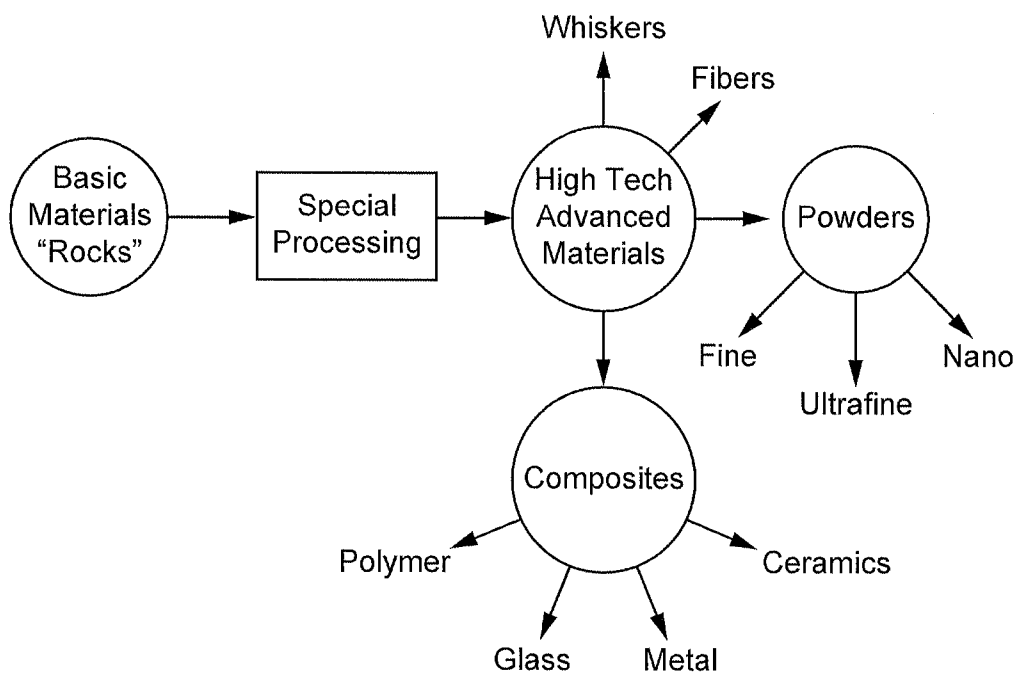 Whiskers
Fibers
Basic
Materials
“Rocks”
Special
Processing
High Tech
Advanced
Materials
Powders
Fine
Ultrafine
Nano
Composites
Polymer
Glass
Metal
Ceramics